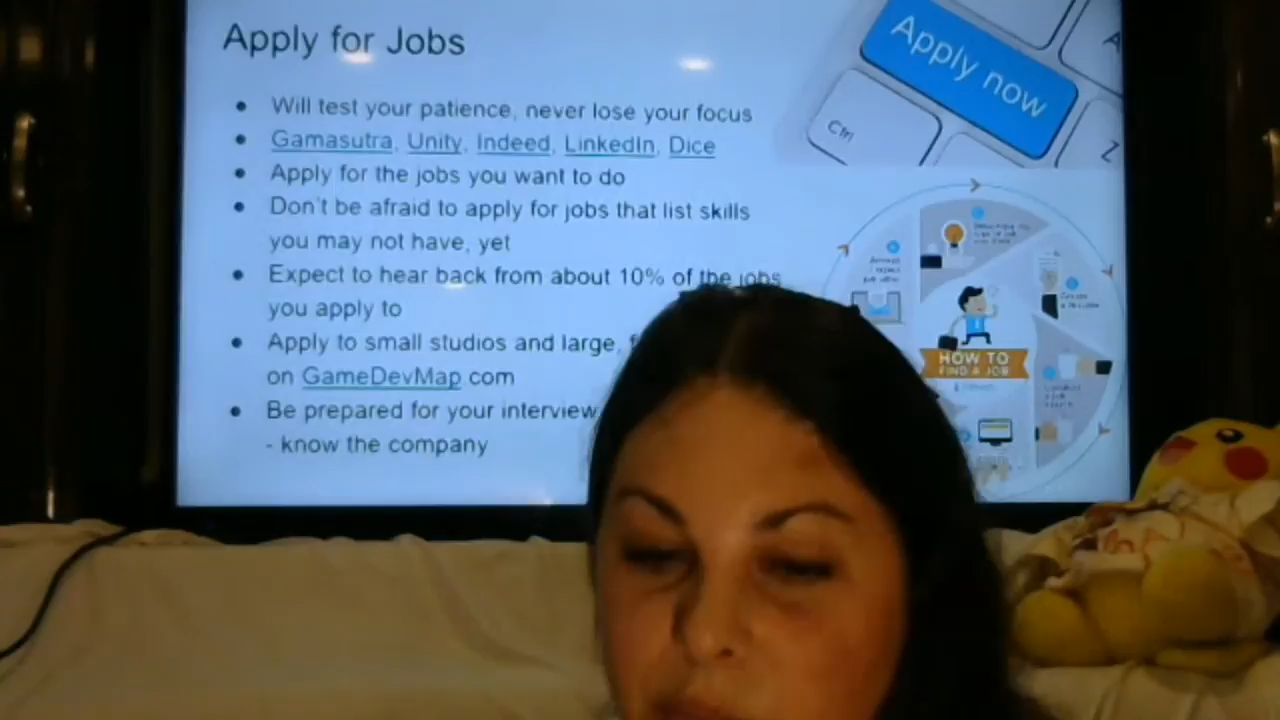 Apply for Jobs
Apply now
A
Ctrl
Z
● Will test your patience, never lose your focus
● Gamasutra, Unity, Indeed, LinkedIn, Dice
● Apply for the jobs you want to do
● Don't be afraid to apply for jobs that list skills
you may not have, yet
● Expect to hear back from about 10% of the jobs
you apply to
● Apply to small studios and large,
on GameDevMap.com
● Be prepared for your interview
- know the company
HOW TO
FIND A JOB